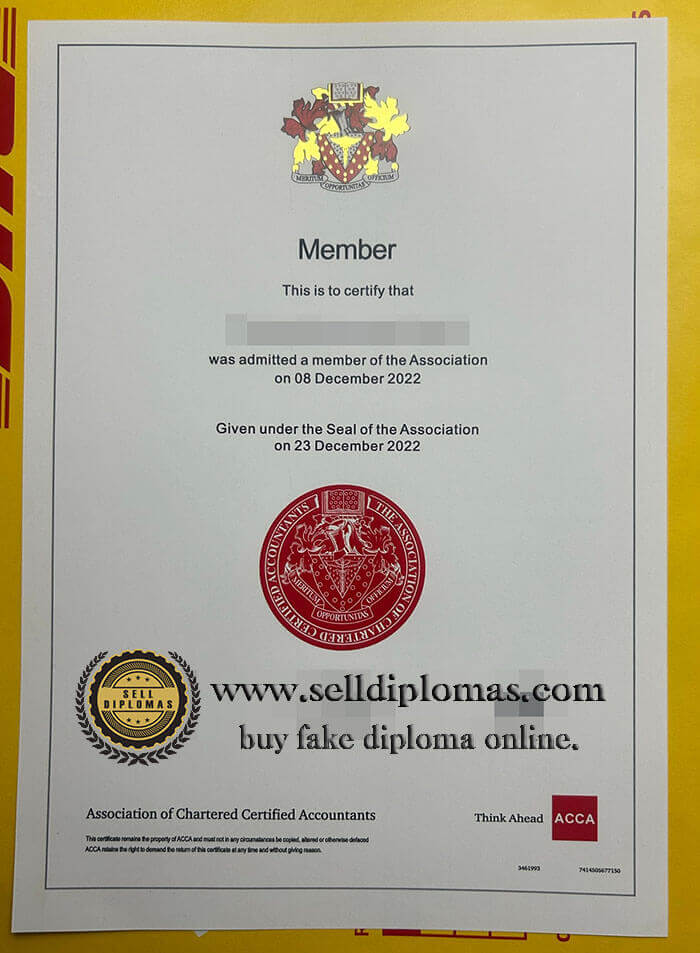 MERITUM OPPORTUNITAS OFFICIUM
Member
This is to certify that
was admitted a member of the Association
on 08 December 2022
Given under the Seal of the Association
on 23 December 2022
THE ASSOCIATION OF CHARTERED CERTIFIED ACCOUNTANTS
MERITUM OPPORTUNITAS OFFICIUM
SELL
DIPLOMAS
www.selldiplomas.com
buy fake diploma online.
Association of Chartered Certified Accountants
Think Ahead
ACCA
This certificate remains the property of ACCA and must not in any circumstances be copied, altered or otherwise defaced
ACCA retains the right to demand the return of this certificate at any time and without giving reason.
3461993
7414505677150